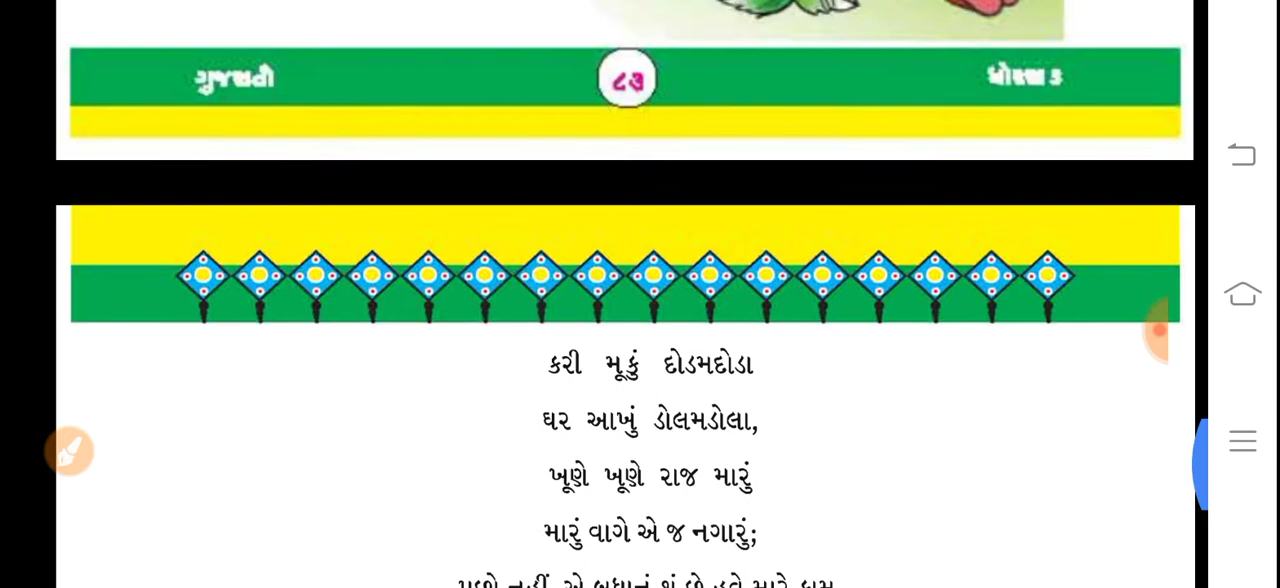 ગુજરાતી
૮૩
ધોરણ ૩
કરી મૂકું દોડમદોડા
ઘર આખું ડોલમડોલા,
ખૂણે ખૂણે રાજ મારું
મારું વાગે એ જ નગારું;